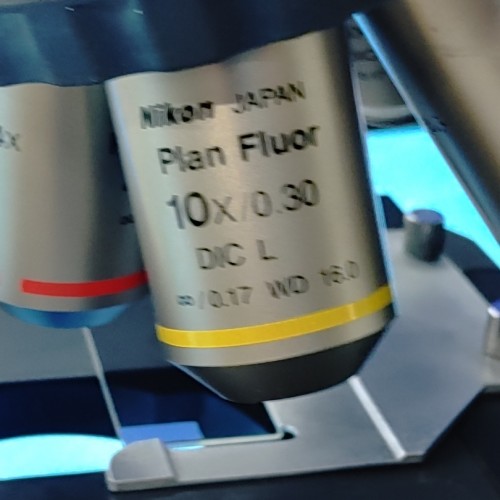 Nikon JAPAN
Plan Fluor
10x/0.30
DIC L
∞/0.17 WD 16.0